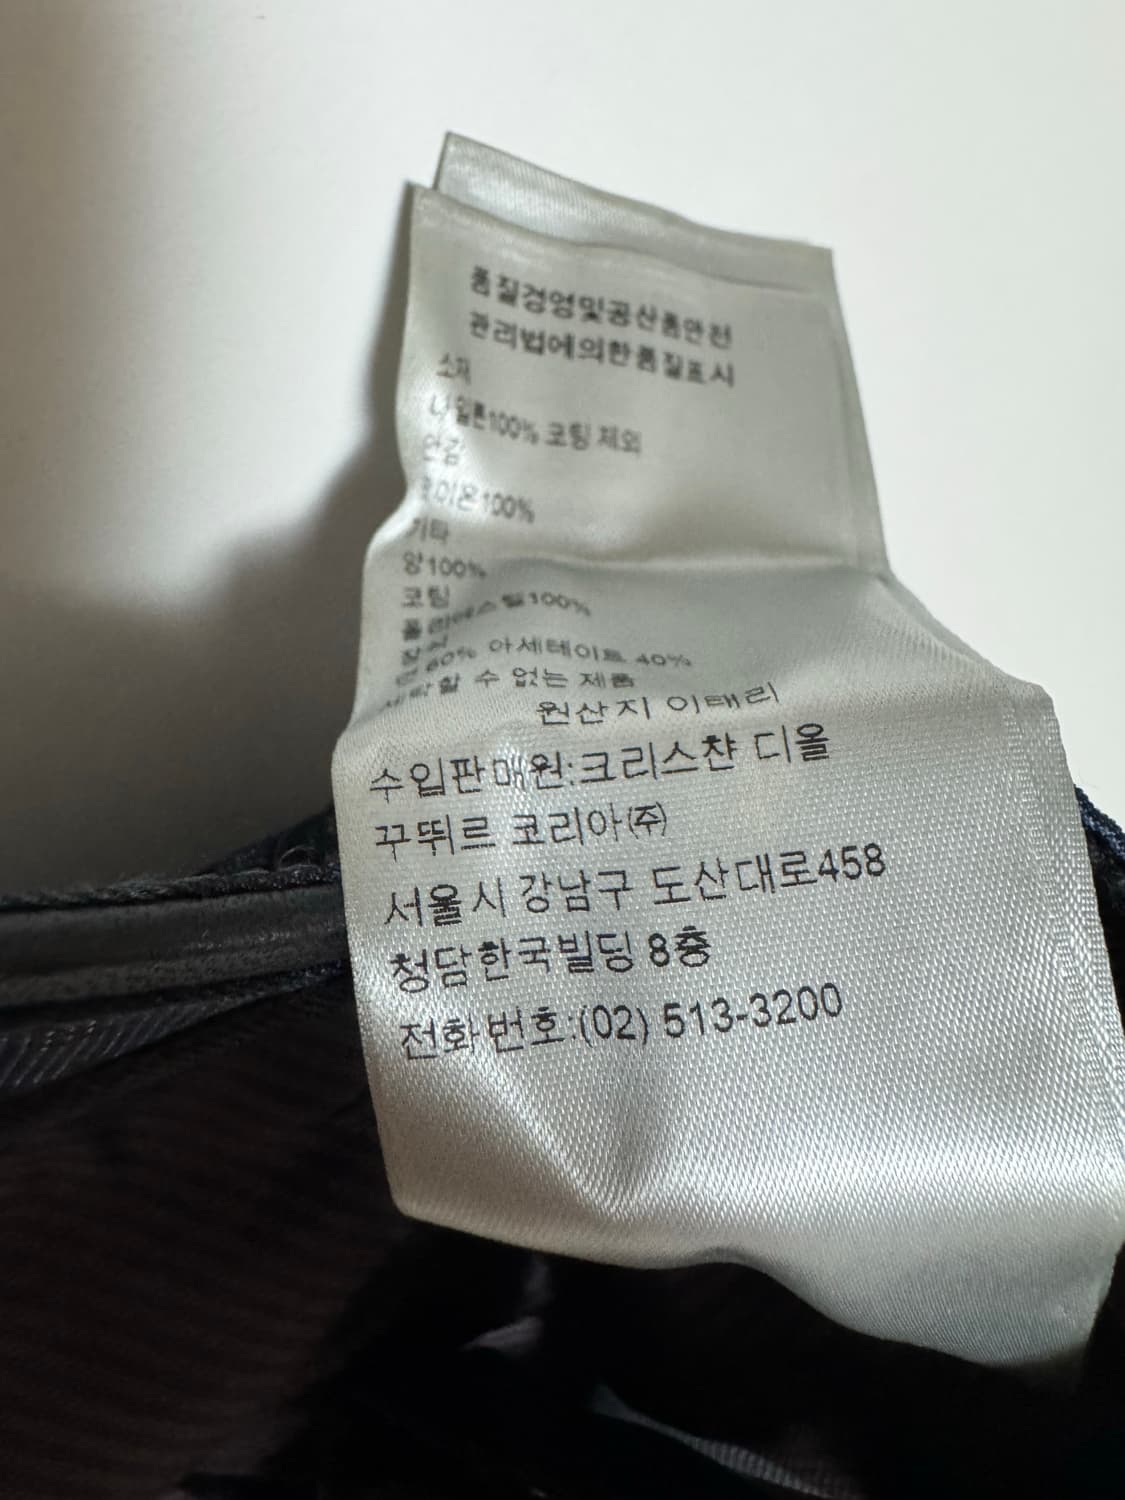 품질경영및공산품안전
관리법에의한품질표시
소재
나일론100% 코팅 제외
안감
레이온100%
기타
양100%
코팅
폴리에스틸100%
장식
면 60% 아세테이트 40%
세탁할 수 없는 제품
원산지 이태리
수입판매원:크리스챤 디올
꾸뛰르 코리아(주)
서울시 강남구 도산대로458
청담한국빌딩 8층
전화번호:(02) 513-3200